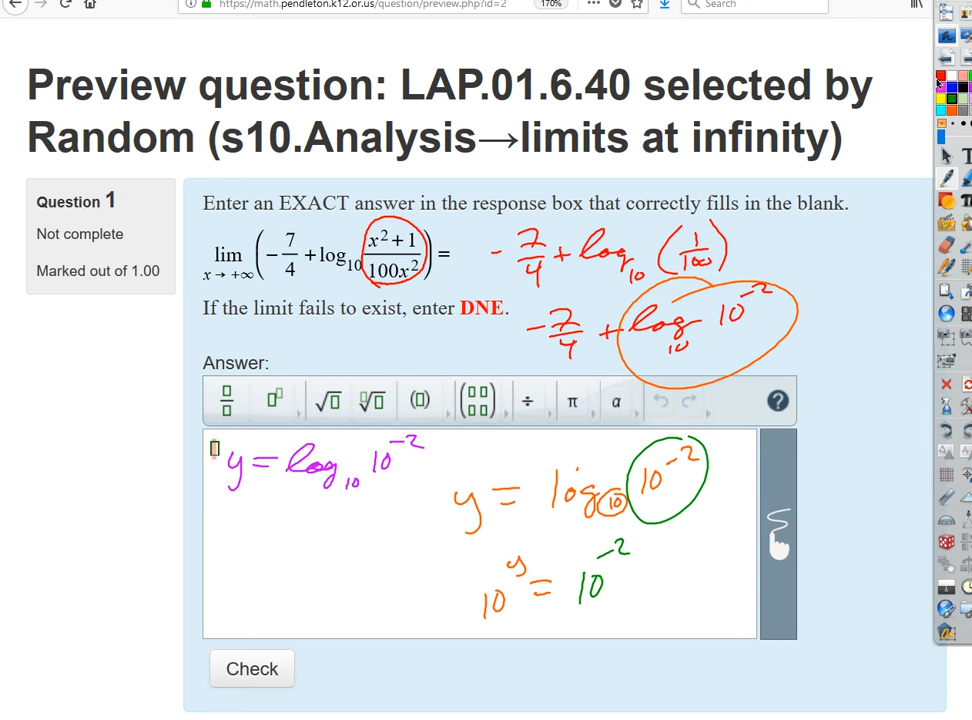 https://math.pendleton.k12.or.us/question/preview.php?id=2 170% Search
Preview question: LAP.01.6.40 selected by
Random (s10.Analysis→limits at infinity)
Question 1
Not complete
Marked out of 1.00
Enter an EXACT answer in the response box that correctly fills in the blank.
lim x → +∞ (−7/4 + log₁₀ (x² + 1)/(100x²)) =
- 7/4 + log₁₀ (1/100)
If the limit fails to exist, enter DNE.
- 7/4 + log₁₀ 10⁻²
Answer:
√□ ∛□ (□) ÷ π α ?
y = log₁₀ 10⁻²
y = log₁₀ 10⁻²
10ʸ = 10⁻²
Check